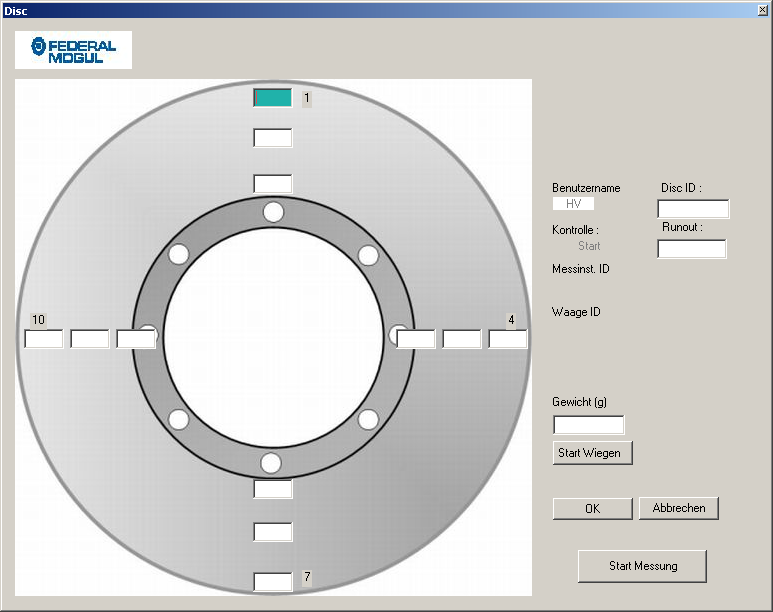 Disc
FEDERAL
MOGUL
1
Benutzername
Disc ID :
HV
Kontrolle :
Runout :
Start
Messinst. ID
Waage ID
10
4
Gewicht (g)
Start Wiegen
OK
Abbrechen
Start Messung
7